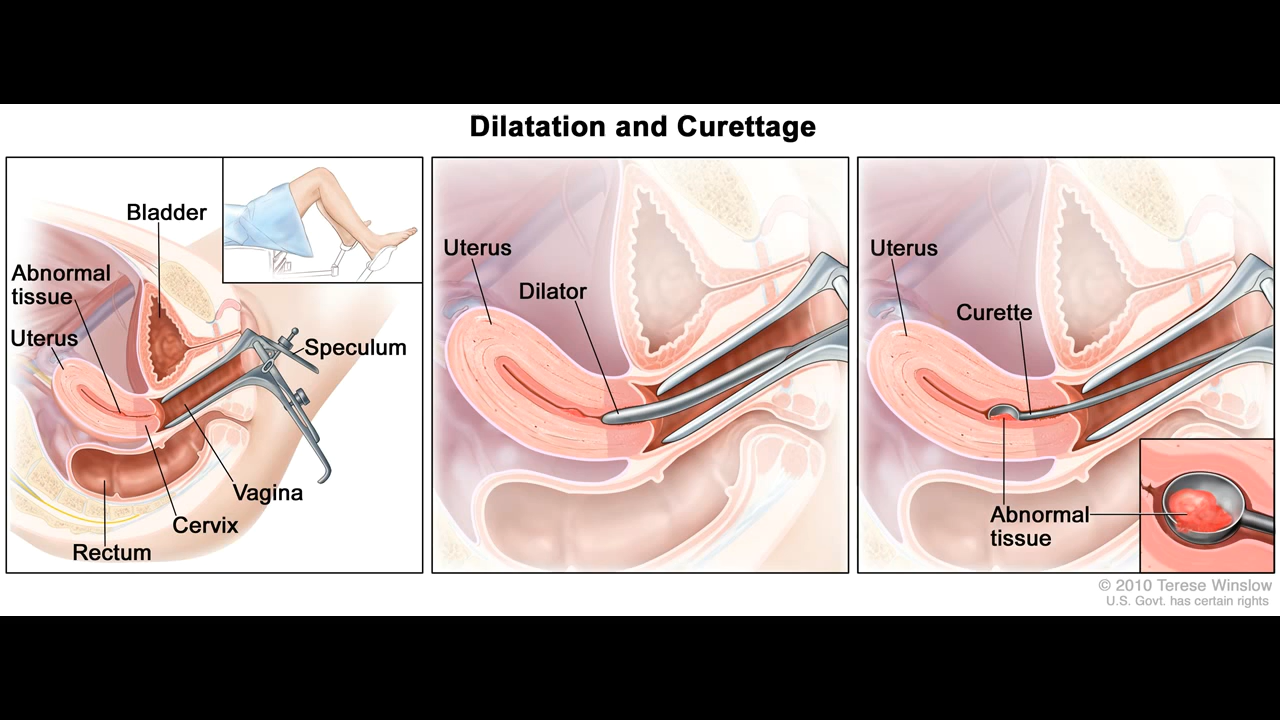 Dilatation and Curettage
Bladder
Abnormal
tissue
Uterus
Speculum
Vagina
Cervix
Rectum
Uterus
Dilator
Uterus
Curette
Abnormal
tissue
© 2010 Terese Winslow
U.S. Govt. has certain rights